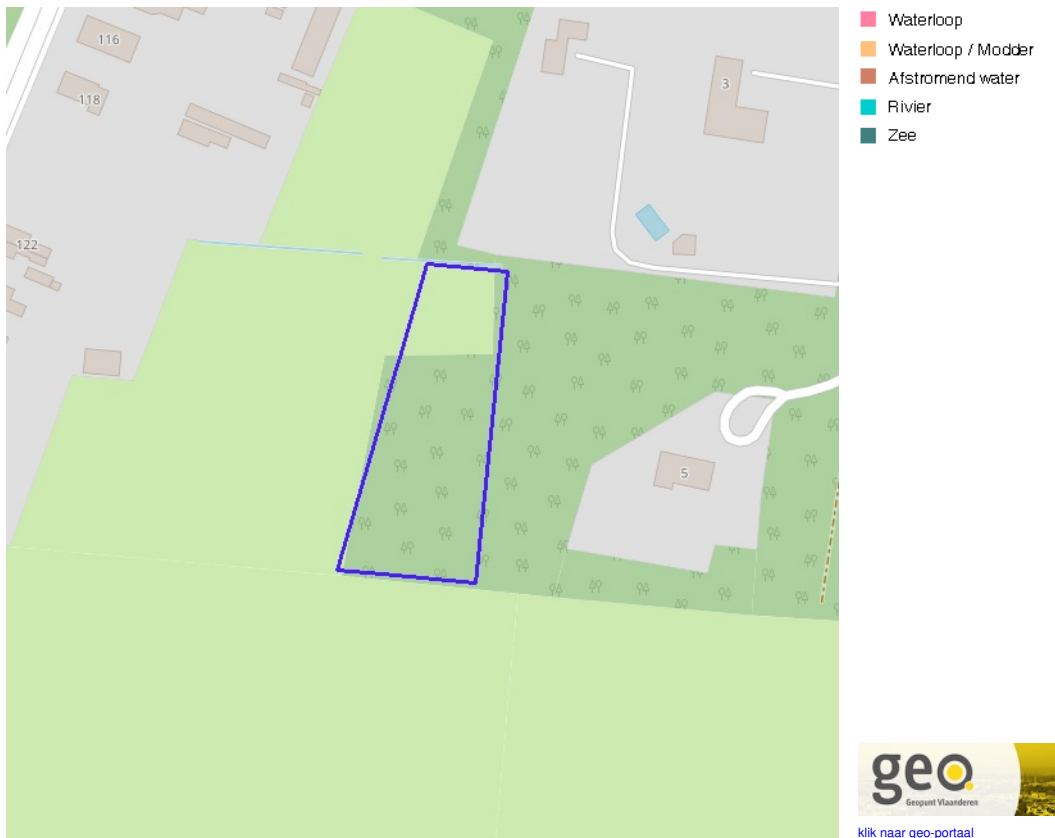 116
118
122
3
5
Waterloop
Waterloop / Modder
Afstromend water
Rivier
Zee
geo.
Geopunt Vlaanderen
klik naar geo-portaal